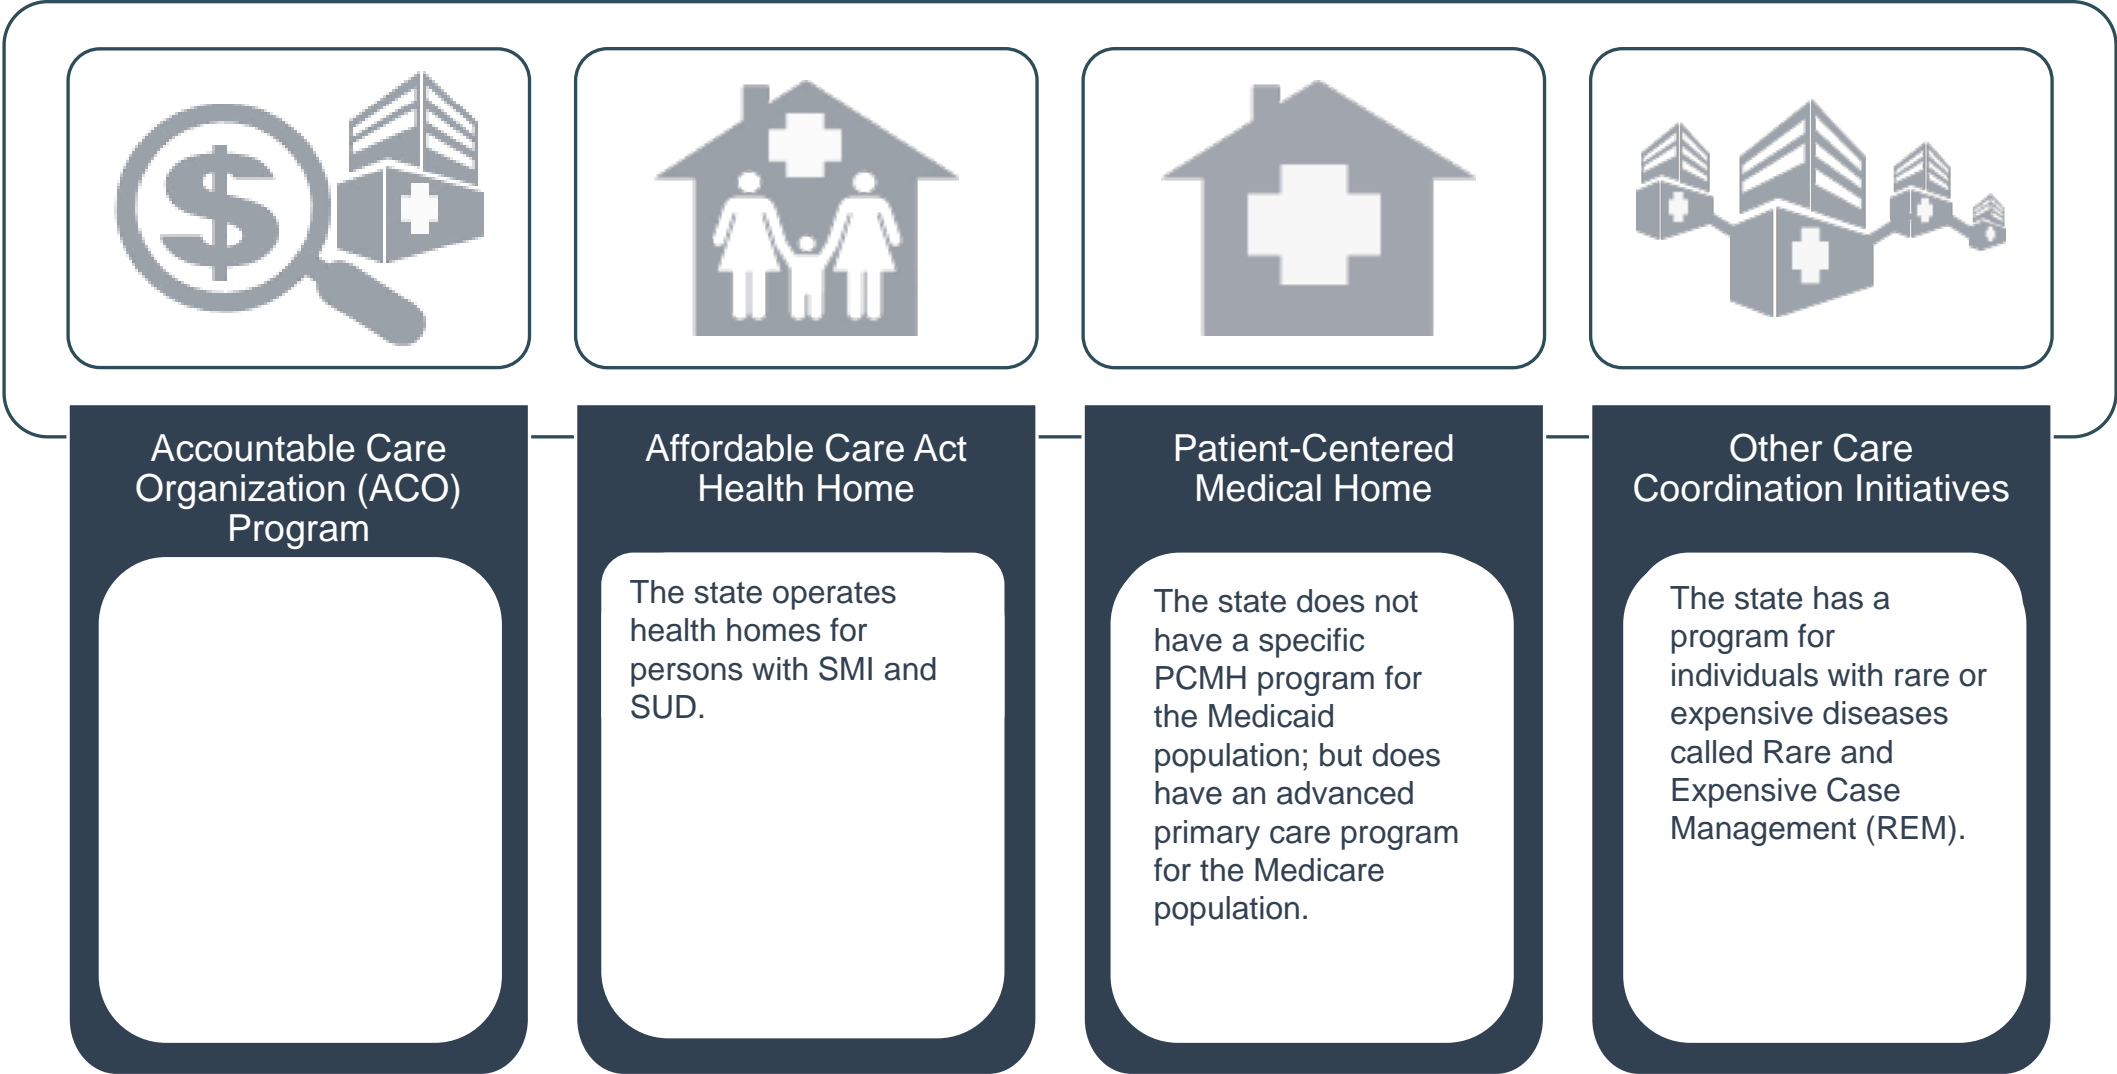 Accountable Care
Organization (ACO)
Program
Affordable Care Act
Health Home
The state operates
health homes for
persons with SMI and
SUD.
Patient-Centered
Medical Home
The state does not
have a specific
PCMH program for
the Medicaid
population; but does
have an advanced
primary care program
for the Medicare
population.
Other Care
Coordination Initiatives
The state has a
program for
individuals with rare or
expensive diseases
called Rare and
Expensive Case
Management (REM).